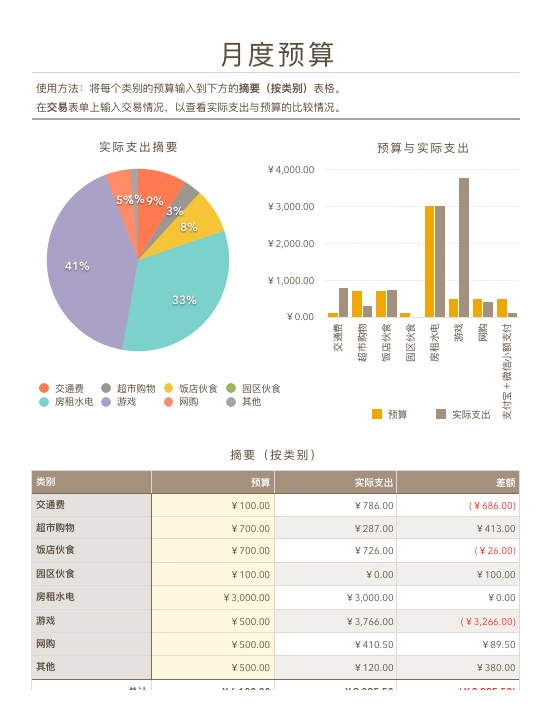 月度预算
使用方法：将每个类别的预算输入到下方的摘要（按类别）表格。
在交易表单上输入交易情况，以查看实际支出与预算的比较情况。
实际支出摘要
5% 1% 9%
3%
8%
41%
33%
交通费 超市购物 饭店伙食 园区伙食
房租水电 游戏 网购 其他
预算与实际支出
¥4,000.00
¥3,000.00
¥2,000.00
¥1,000.00
¥0.00
交通费
超市购物
饭店伙食
园区伙食
房租水电
游戏
网购
支付宝+微信小额支付
预算 实际支出
摘要（按类别）
类别 预算 实际支出 差额
交通费 ¥100.00 ¥786.00 (¥686.00)
超市购物 ¥700.00 ¥287.00 ¥413.00
饭店伙食 ¥700.00 ¥726.00 (¥26.00)
园区伙食 ¥100.00 ¥0.00 ¥100.00
房租水电 ¥3,000.00 ¥3,000.00 ¥0.00
游戏 ¥500.00 ¥3,766.00 (¥3,266.00)
网购 ¥500.00 ¥410.50 ¥89.50
其他 ¥500.00 ¥120.00 ¥380.00